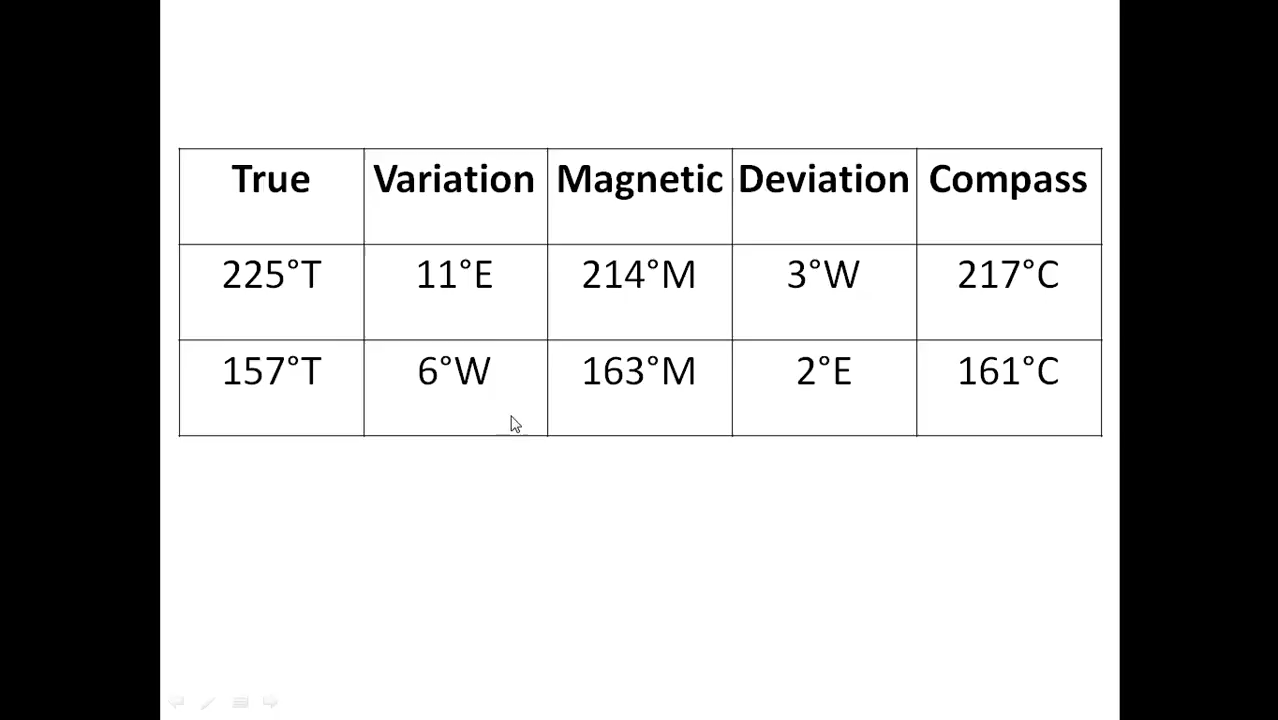 True Variation Magnetic Deviation Compass
225°T 11°E 214°M 3°W 217°C
157°T 6°W 163°M 2°E 161°C